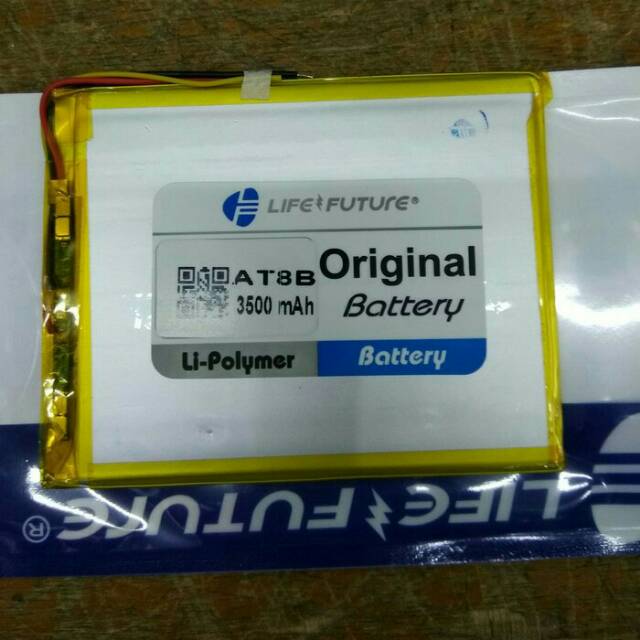 LIFE FUTURE®
AT8B
3500 mAh
Original
Battery
Li-Polymer
Battery
LIFE FUTURE®